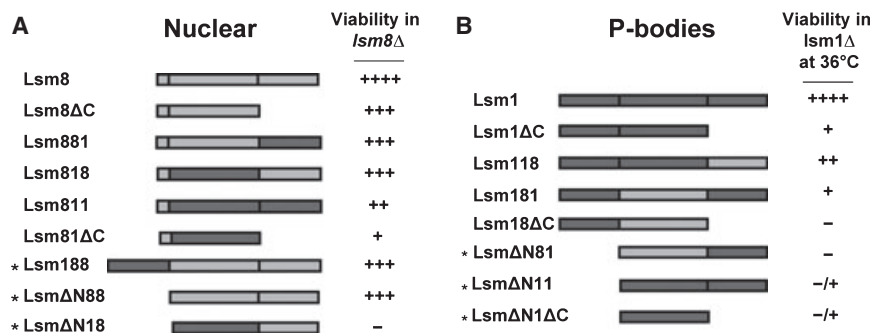 A
Nuclear
Viability in
lsm8Δ
Lsm8 ++++
Lsm8ΔC +++
Lsm881 +++
Lsm818 +++
Lsm811 ++
Lsm81ΔC +
* Lsm188 +++
* LsmΔN88 +++
* LsmΔN18 −
B
P-bodies
Viability in
lsm1Δ
at 36°C
Lsm1 ++++
Lsm1ΔC +
Lsm118 ++
Lsm181 +
Lsm18ΔC −
* LsmΔN81 −
* LsmΔN11 −/+
* LsmΔN1ΔC −/+